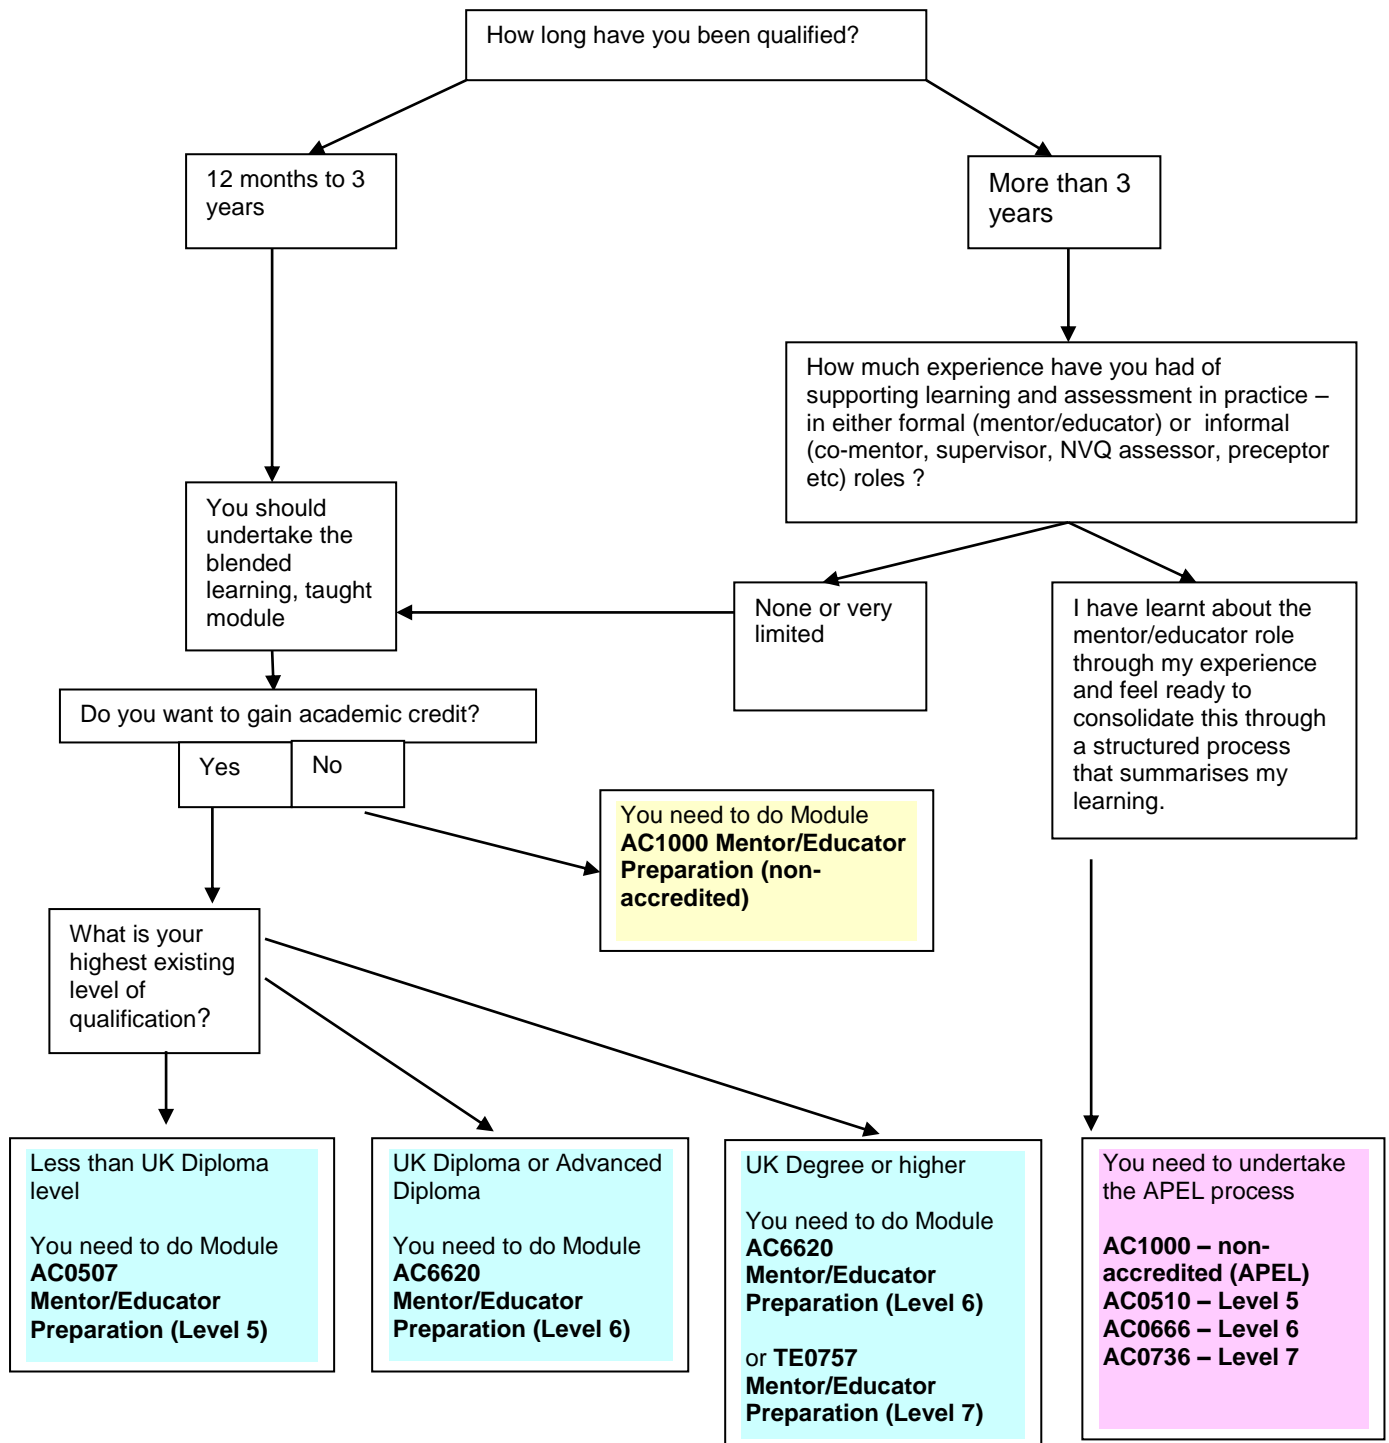 How long have you been qualified?
12 months to 3
years
More than 3
years
How much experience have you had of
supporting learning and assessment in practice –
in either formal (mentor/educator) or  informal
(co-mentor, supervisor, NVQ assessor, preceptor
etc) roles ?
You should
undertake the
blended
learning, taught
module
None or very
limited
I have learnt about the
mentor/educator role
through my experience
and feel ready to
consolidate this through
a structured process
that summarises my
learning.
Do you want to gain academic credit?
Yes
No
You need to do Module
AC1000 Mentor/Educator
Preparation (non-
accredited)
What is your
highest existing
level of
qualification?
Less than UK Diploma
level
You need to do Module
AC0507
Mentor/Educator
Preparation (Level 5)
UK Diploma or Advanced
Diploma
You need to do Module
AC6620
Mentor/Educator
Preparation (Level 6)
UK Degree or higher
You need to do Module
AC6620
Mentor/Educator
Preparation (Level 6)
or TE0757
Mentor/Educator
Preparation (Level 7)
You need to undertake
the APEL process
AC1000 – non-
accredited (APEL)
AC0510 – Level 5
AC0666 – Level 6
AC0736 – Level 7